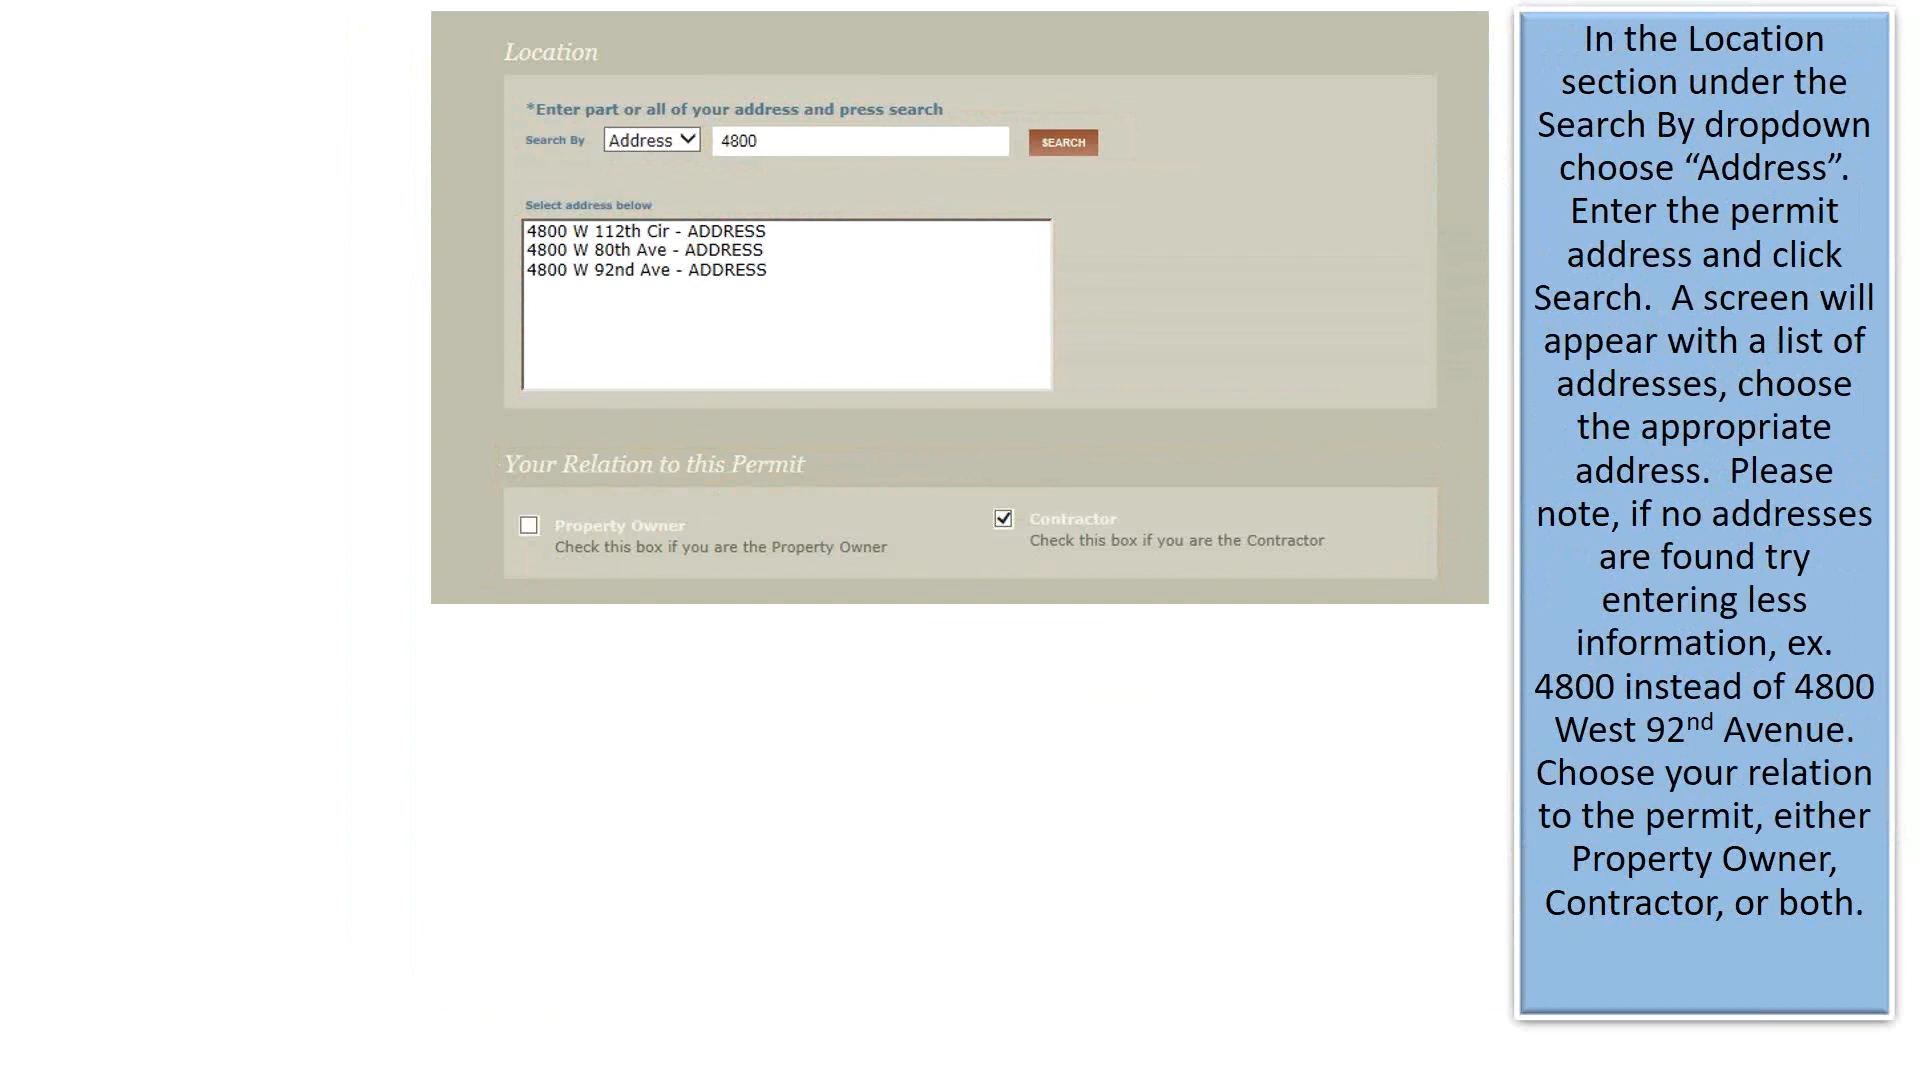 Location
*Enter part or all of your address and press search
Search By Address 4800 SEARCH
Select address below
4800 W 112th Cir - ADDRESS
4800 W 80th Ave - ADDRESS
4800 W 92nd Ave - ADDRESS
Your Relation to this Permit
Property Owner
Check this box if you are the Property Owner
Contractor
Check this box if you are the Contractor
In the Location
section under the
Search By dropdown
choose “Address”.
Enter the permit
address and click
Search.  A screen will
appear with a list of
addresses, choose
the appropriate
address.  Please
note, if no addresses
are found try
entering less
information, ex.
4800 instead of 4800
West 92nd Avenue.
Choose your relation
to the permit, either
Property Owner,
Contractor, or both.